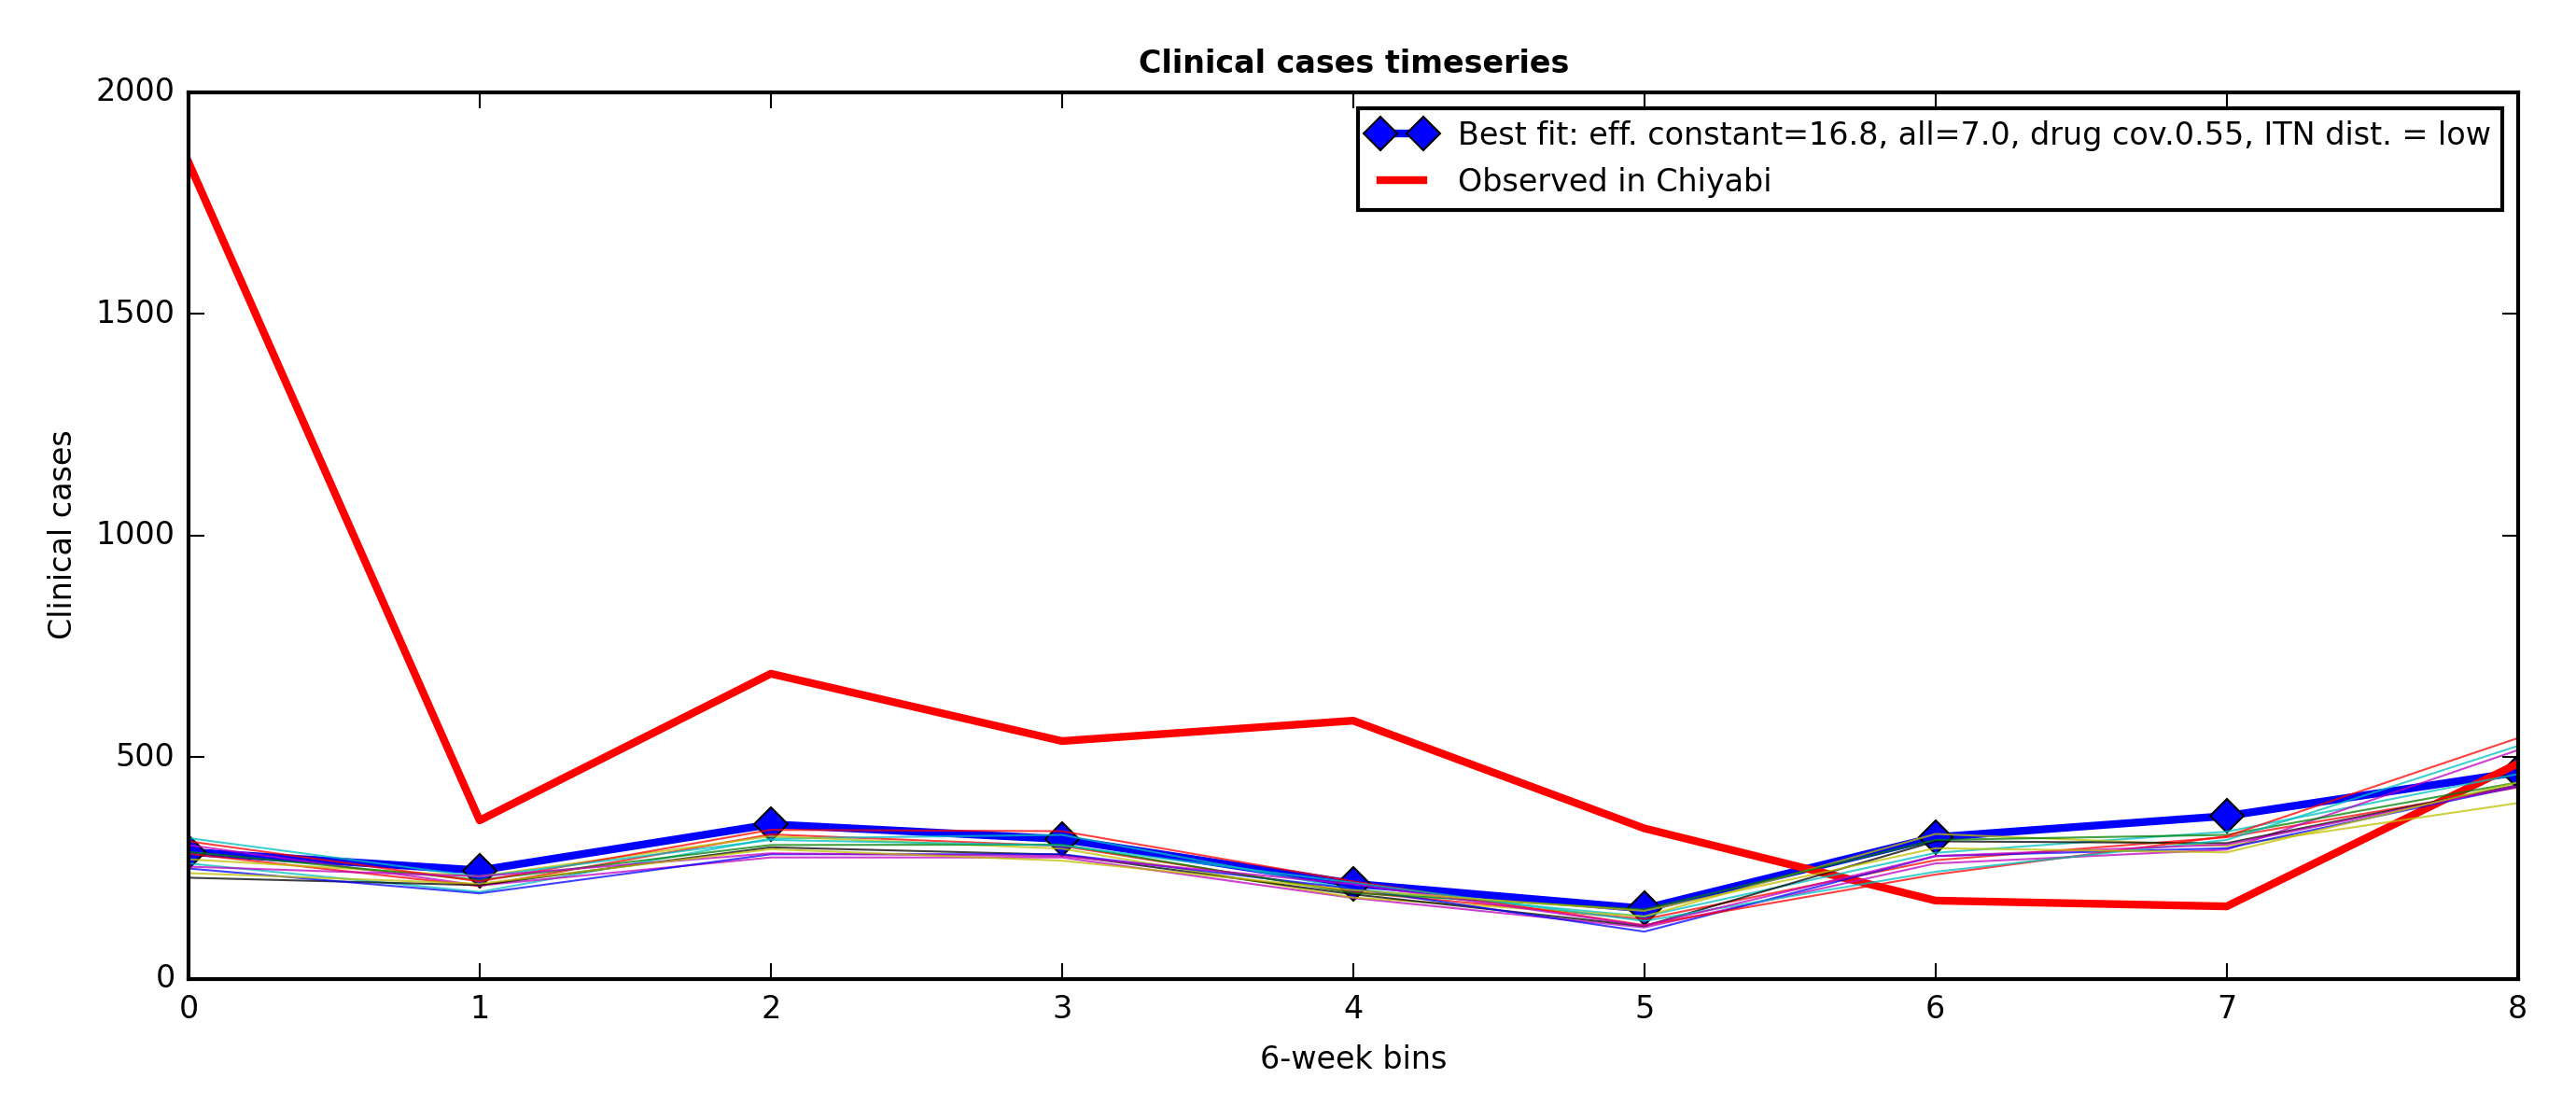 Clinical cases timeseries
2000
1500
1000
500
0
Clinical cases
Best fit: eff. constant=16.8, all=7.0, drug cov.0.55, ITN dist. = low
Observed in Chiyabi
0 1 2 3 4 5 6 7 8
6-week bins